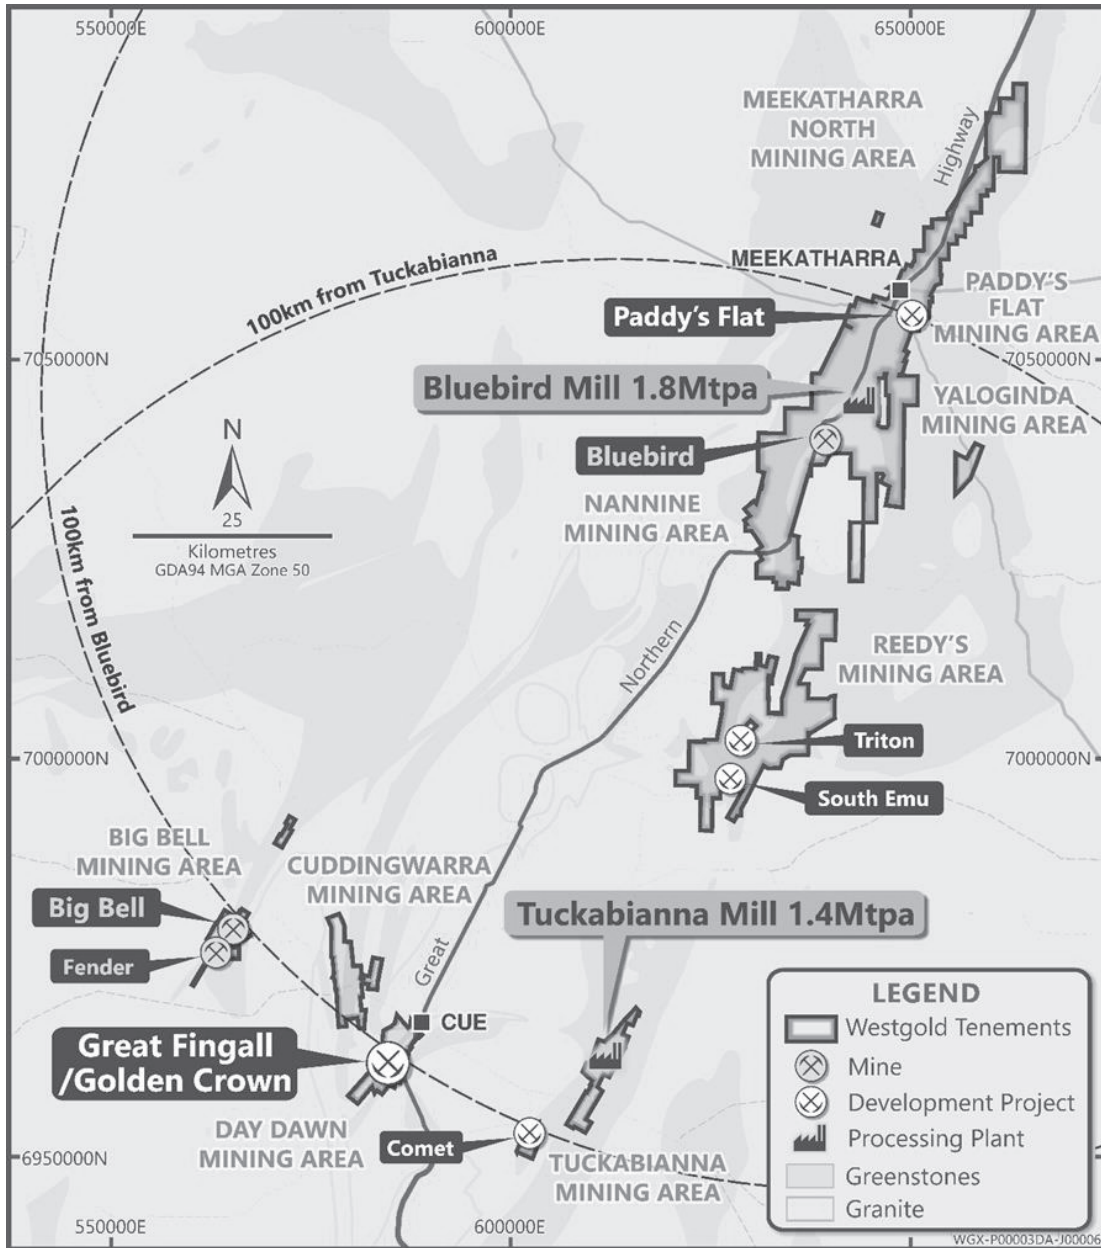 550000E
600000E
650000E
MEEKATHARRA
NORTH
MINING AREA
Highway
100km from Tuckabianna
MEEKATHARRA
PADDY'S
FLAT
MINING AREA
Paddy's Flat
7050000N
7050000N
Bluebird Mill 1.8Mtpa
YALOGINDA
MINING AREA
N
25
Kilometres
GDA94 MGA Zone 50
Bluebird
NANNINE
MINING AREA
100km from Bluebird
Northern
REEDY'S
MINING AREA
Triton
7000000N
7000000N
South Emu
BIG BELL
MINING AREA
CUDDINGWARRA
MINING AREA
Big Bell
Fender
Tuckabianna Mill 1.4Mtpa
Great
CUE
Great Fingall
/Golden Crown
DAY DAWN
MINING AREA
Comet
TUCKABIANNA
MINING AREA
6950000N
LEGEND
Westgold Tenements
Mine
Development Project
Processing Plant
Greenstones
Granite
550000E
600000E
WGX-P00003DA-J00006